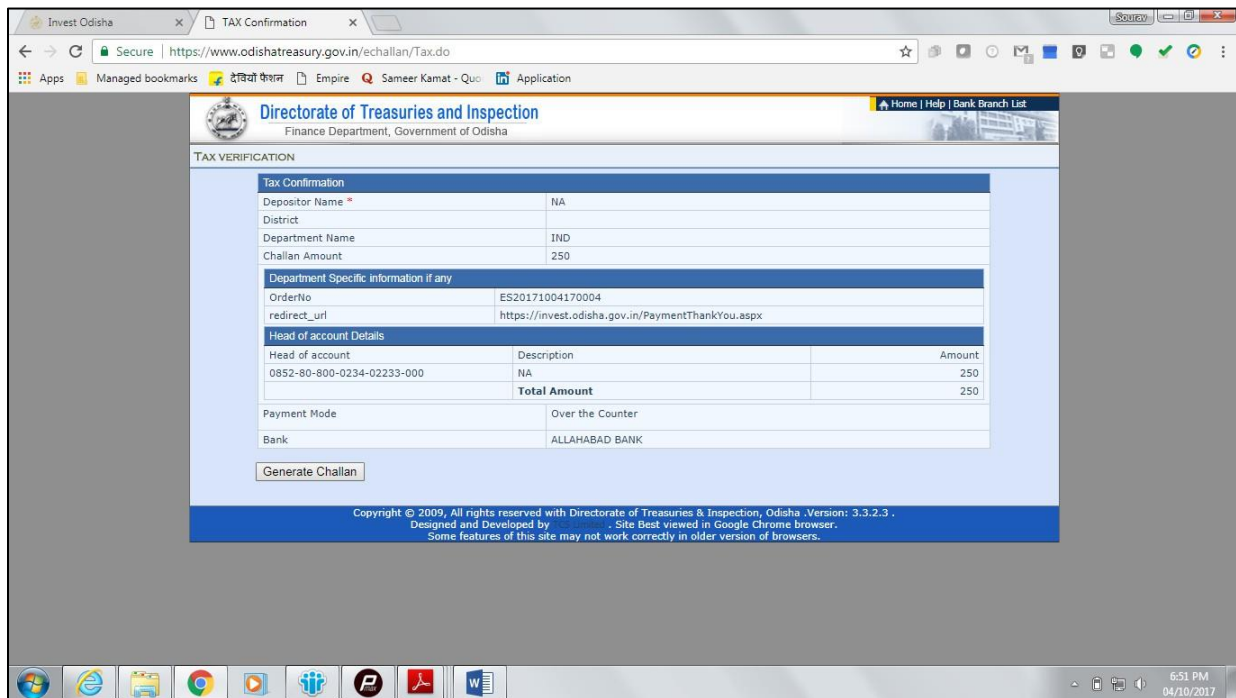 Invest Odisha
TAX Confirmation
Sourav
Secure | https://www.odishatreasury.gov.in/echallan/Tax.do
Apps Managed bookmarks देवियों फैशन Empire Sameer Kamat - Quo Application
Directorate of Treasuries and Inspection
Finance Department, Government of Odisha
Home | Help | Bank Branch List
TAX VERIFICATION
Tax Confirmation
Depositor Name * NA
District
Department Name IND
Challan Amount 250
Department Specific information if any
OrderNo ES20171004170004
redirect_url https://invest.odisha.gov.in/PaymentThankYou.aspx
Head of account Details
Head of account Description Amount
0852-80-800-0234-02233-000 NA 250
Total Amount 250
Payment Mode Over the Counter
Bank ALLAHABAD BANK
Generate Challan
Copyright © 2009, All rights reserved with Directorate of Treasuries & Inspection, Odisha .Version: 3.3.2.3 .
Designed and Developed by TCS Limited . Site Best viewed in Google Chrome browser.
Some features of this site may not work correctly in older version of browsers.
6:51 PM
04/10/2017